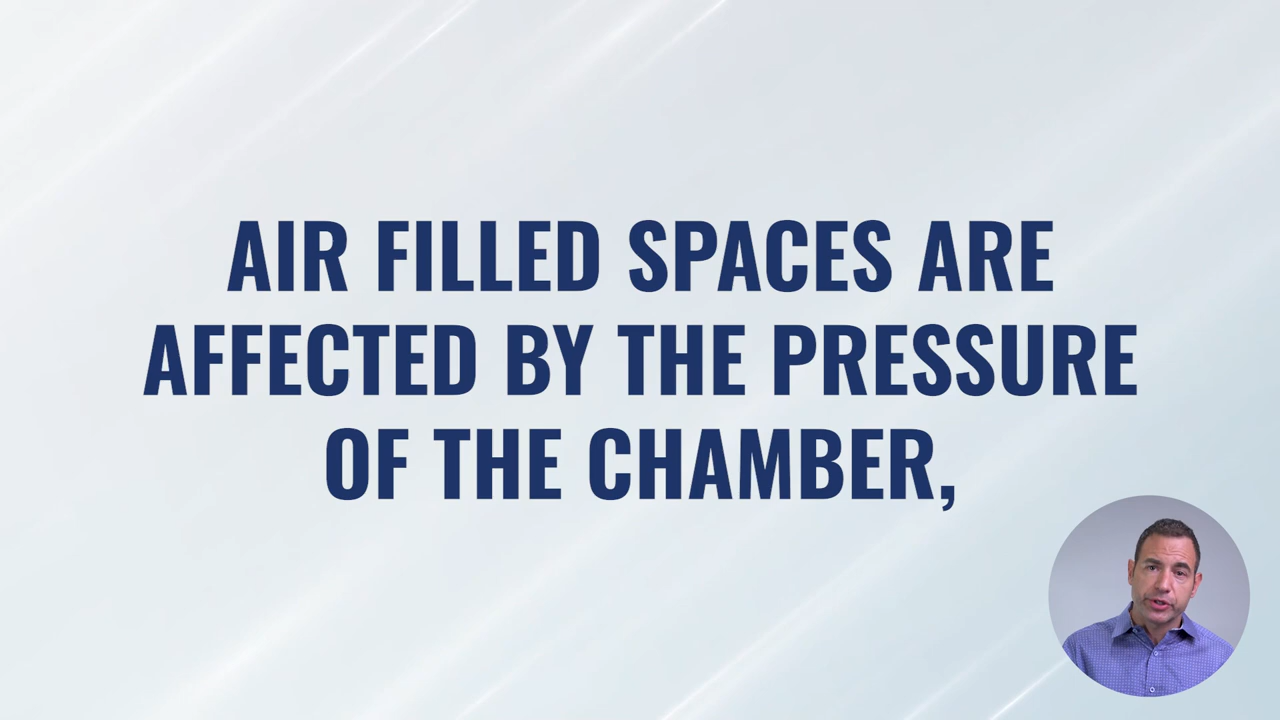 AIR FILLED SPACES ARE
AFFECTED BY THE PRESSURE
OF THE CHAMBER,